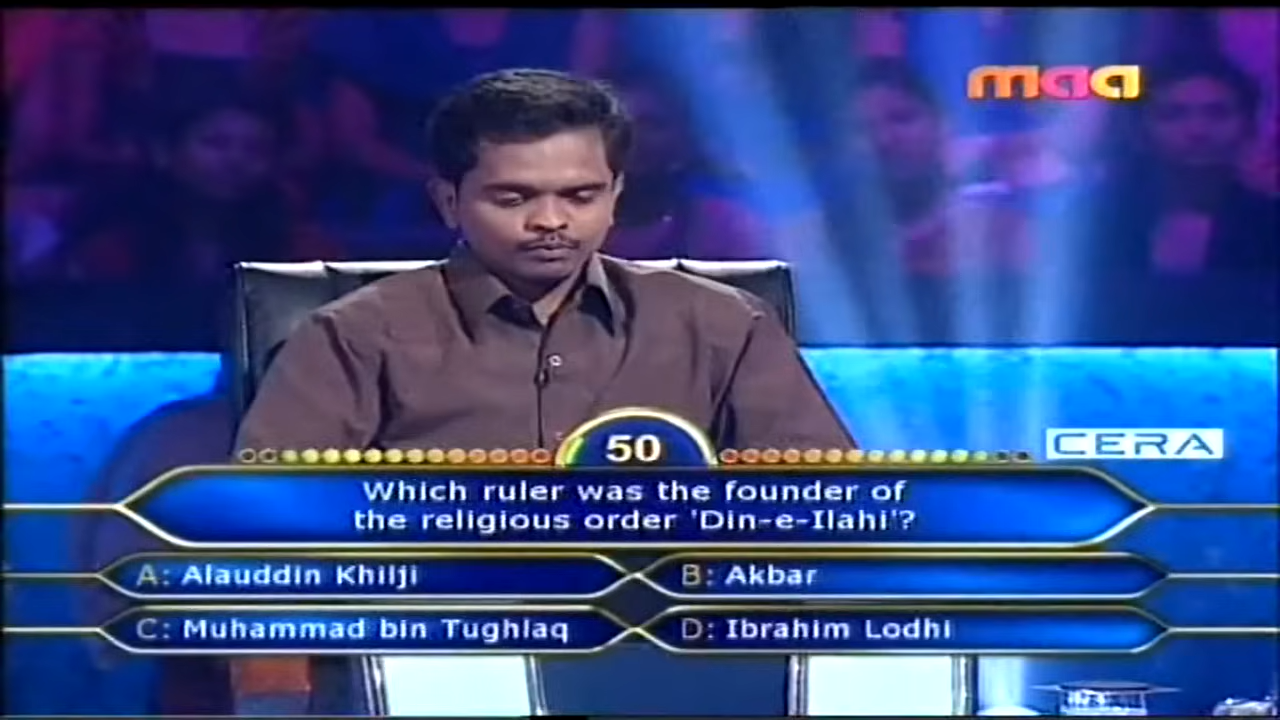 maa
50
CERA
Which ruler was the founder of
the religious order 'Din-e-Ilahi'?
A: Alauddin Khilji
B: Akbar
C: Muhammad bin Tughlaq
D: Ibrahim Lodhi